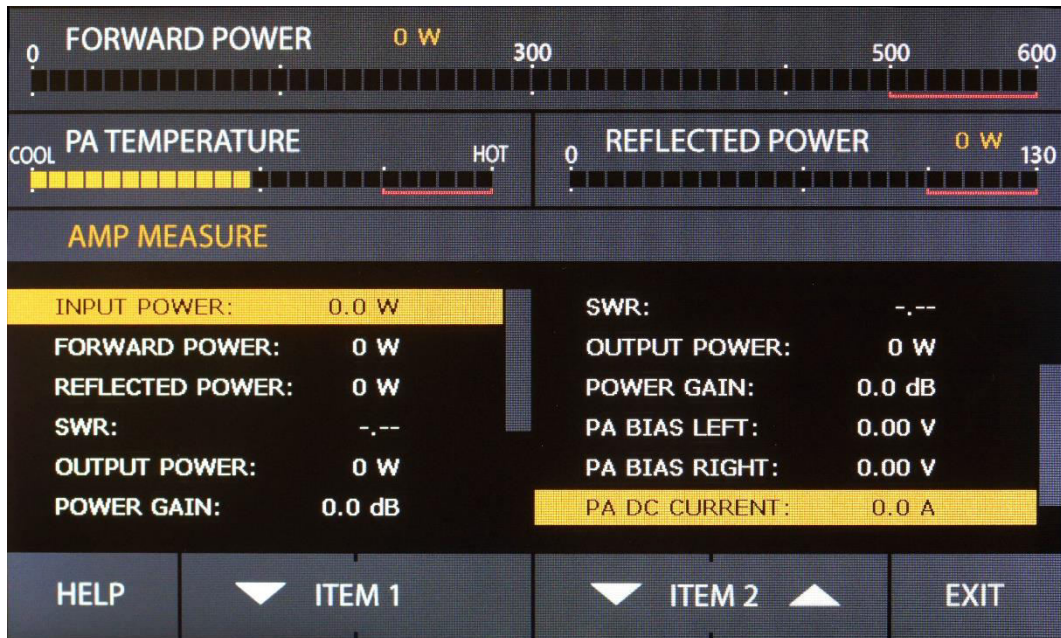 FORWARD POWER 0 W
0 300 500 600
PA TEMPERATURE
COOL HOT
REFLECTED POWER 0 W
0 130
AMP MEASURE
INPUT POWER: 0.0 W
FORWARD POWER: 0 W
REFLECTED POWER: 0 W
SWR: -.--
OUTPUT POWER: 0 W
POWER GAIN: 0.0 dB
SWR: -.--
OUTPUT POWER: 0 W
POWER GAIN: 0.0 dB
PA BIAS LEFT: 0.00 V
PA BIAS RIGHT: 0.00 V
PA DC CURRENT: 0.0 A
HELP ITEM 1 ITEM 2 EXIT